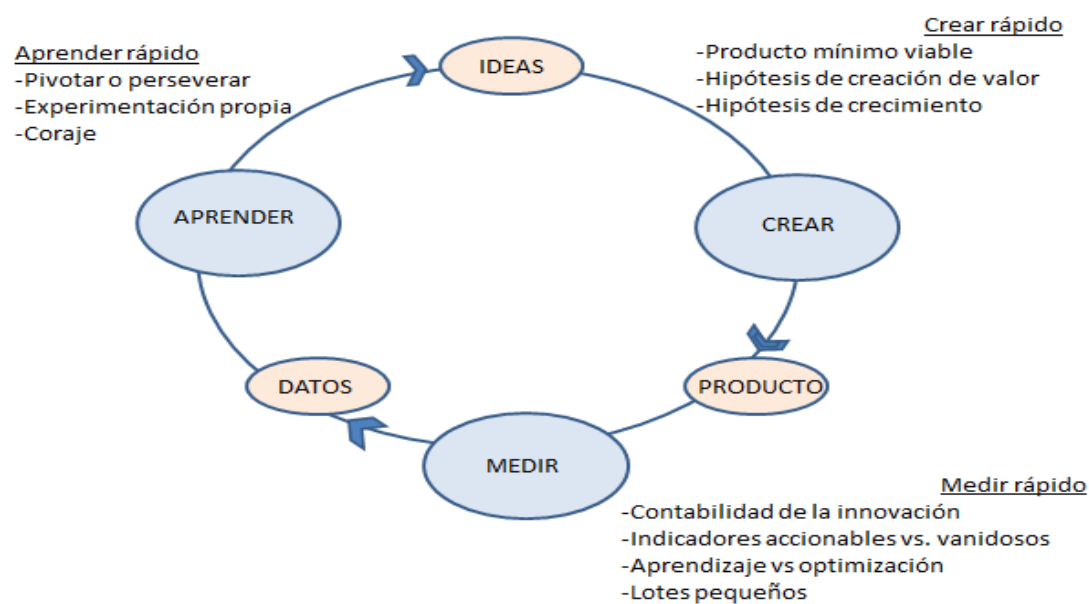 Crear rápido
-Producto mínimo viable
-Hipótesis de creación de valor
-Hipótesis de crecimiento
Aprender rápido
-Pivotar o perseverar
-Experimentación propia
-Coraje
IDEAS
APRENDER
CREAR
DATOS
PRODUCTO
MEDIR
Medir rápido
-Contabilidad de la innovación
-Indicadores accionables vs. vanidosos
-Aprendizaje vs optimización
-Lotes pequeños